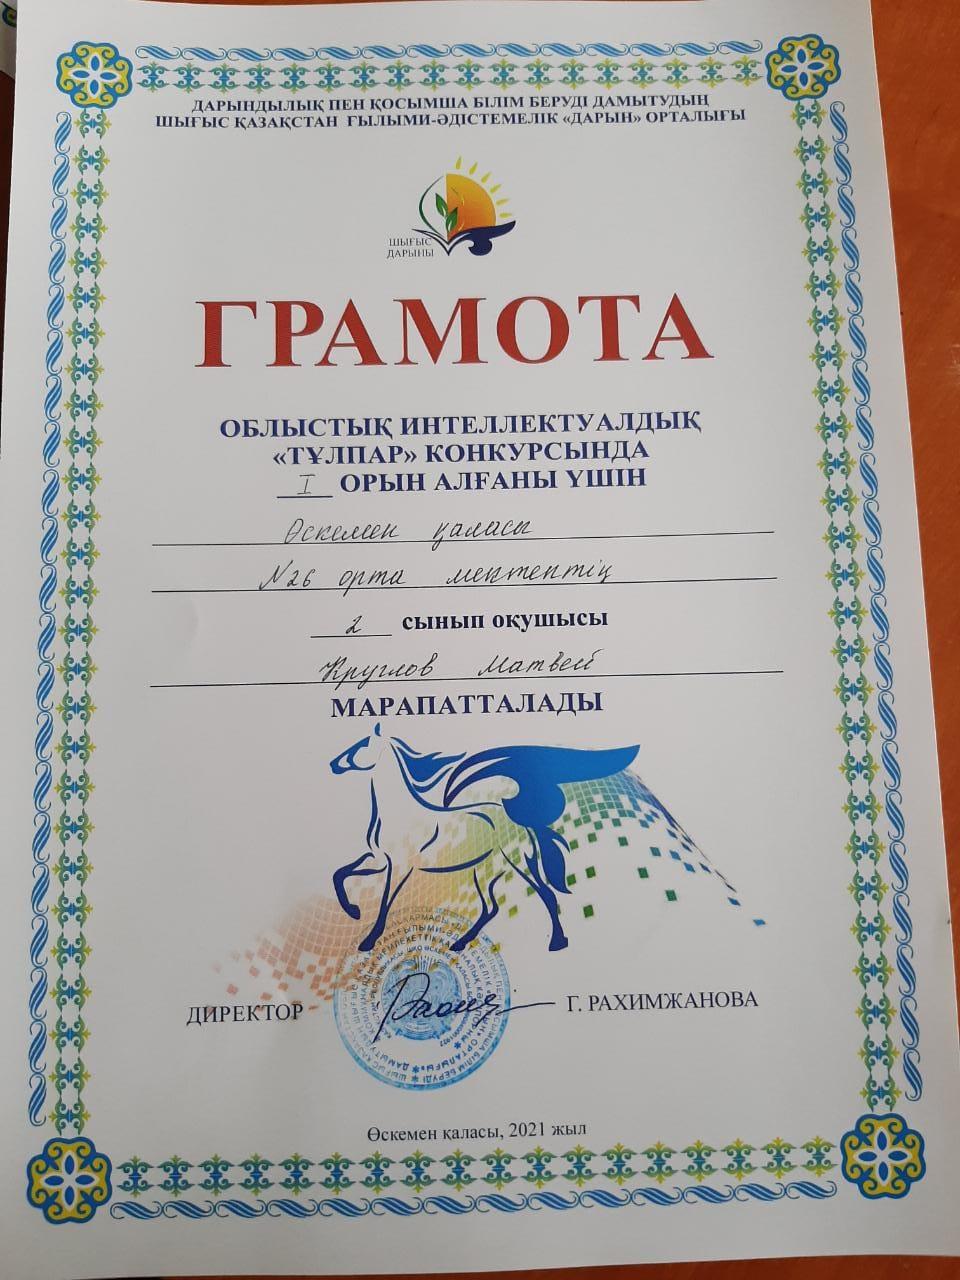 ДАРЫНДЫЛЫҚ ПЕН ҚОСЫМША БІЛІМ БЕРУДІ ДАМЫТУДЫҢ
ШЫҒЫС ҚАЗАҚСТАН ҒЫЛЫМИ-ӘДІСТЕМЕЛІК «ДАРЫН» ОРТАЛЫҒЫ
ШЫҒЫС
ДАРЫНЫ
ГРАМОТА
ОБЛЫСТЫҚ ИНТЕЛЛЕКТУАЛДЫҚ
«ТҰЛПАР» КОНКУРСЫНДА
I ОРЫН АЛҒАНЫ ҮШІН
Өскемен қаласы
№26 орта мектептің
2 сынып оқушысы
Круглов Матвей
МАРАПАТТАЛАДЫ
ДИРЕКТОР
Г. РАХИМЖАНОВА
Өскемен қаласы, 2021 жыл